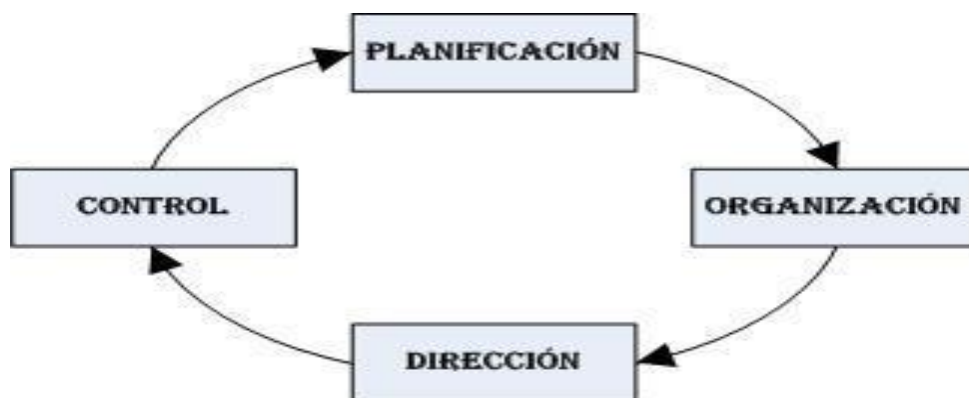 PLANIFICACIÓN
ORGANIZACIÓN
DIRECCIÓN
CONTROL